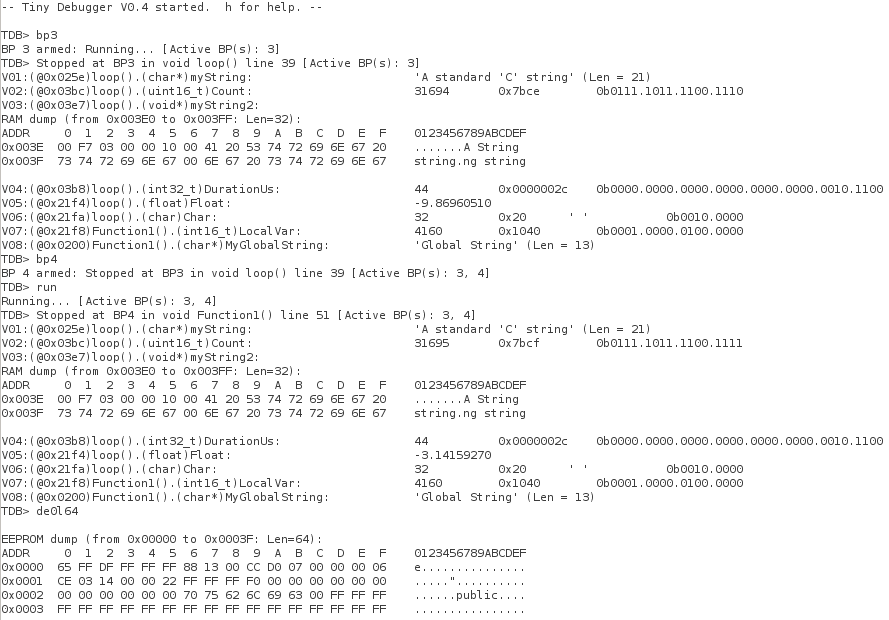 -- Tiny Debugger V0.4 started.  h for help. --

TDB> bp3
BP 3 armed: Running... [Active BP(s): 3]
TDB> Stopped at BP3 in void loop() line 39 [Active BP(s): 3]
V01:(@0x025e)loop().(char*)myString:                       'A standard 'C' string' (Len = 21)
V02:(@0x03bc)loop().(uint16_t)Count:                       31694       0x7bce        0b0111.1011.1100.1110
V03:(@0x03e7)loop().(void*)myString2:
RAM dump (from 0x003E0 to 0x003FF: Len=32):
ADDR     0  1  2  3  4  5  6  7  8  9  A  B  C  D  E  F    0123456789ABCDEF
0x003E  00 F7 03 00 00 10 00 41 20 53 74 72 69 6E 67 20    .......A String
0x003F  73 74 72 69 6E 67 00 6E 67 20 73 74 72 69 6E 67    string.ng string

V04:(@0x03b8)loop().(int32_t)DurationUs:                   44          0x0000002c    0b0000.0000.0000.0000.0000.0000.0010.1100
V05:(@0x21f4)loop().(float)Float:                          -9.86960510
V06:(@0x21fa)loop().(char)Char:                            32          0x20      ' '           0b0010.0000
V07:(@0x21f8)Function1().(int16_t)LocalVar:                4160        0x1040        0b0001.0000.0100.0000
V08:(@0x0200)Function1().(char*)MyGlobalString:            'Global String' (Len = 13)
TDB> bp4
BP 4 armed: Stopped at BP3 in void loop() line 39 [Active BP(s): 3, 4]
TDB> run
Running... [Active BP(s): 3, 4]
TDB> Stopped at BP4 in void Function1() line 51 [Active BP(s): 3, 4]
V01:(@0x025e)loop().(char*)myString:                       'A standard 'C' string' (Len = 21)
V02:(@0x03bc)loop().(uint16_t)Count:                       31695       0x7bcf        0b0111.1011.1100.1111
V03:(@0x03e7)loop().(void*)myString2:
RAM dump (from 0x003E0 to 0x003FF: Len=32):
ADDR     0  1  2  3  4  5  6  7  8  9  A  B  C  D  E  F    0123456789ABCDEF
0x003E  00 F7 03 00 00 10 00 41 20 53 74 72 69 6E 67 20    .......A String
0x003F  73 74 72 69 6E 67 00 6E 67 20 73 74 72 69 6E 67    string.ng string

V04:(@0x03b8)loop().(int32_t)DurationUs:                   44          0x0000002c    0b0000.0000.0000.0000.0000.0000.0010.1100
V05:(@0x21f4)loop().(float)Float:                          -3.14159270
V06:(@0x21fa)loop().(char)Char:                            32          0x20      ' '           0b0010.0000
V07:(@0x21f8)Function1().(int16_t)LocalVar:                4160        0x1040        0b0001.0000.0100.0000
V08:(@0x0200)Function1().(char*)MyGlobalString:            'Global String' (Len = 13)
TDB> de0l64

EEPROM dump (from 0x00000 to 0x0003F: Len=64):
ADDR     0  1  2  3  4  5  6  7  8  9  A  B  C  D  E  F    0123456789ABCDEF
0x0000  65 FF DF FF FF FF 88 13 00 CC D0 07 00 00 00 06    e...............
0x0001  CE 03 14 00 00 22 FF FF FF F0 00 00 00 00 00 00    ....."..........
0x0002  00 00 00 00 00 00 70 75 62 6C 69 63 00 FF FF FF    ......public....
0x0003  FF FF FF FF FF FF FF FF FF FF FF FF FF FF FF FF    ................